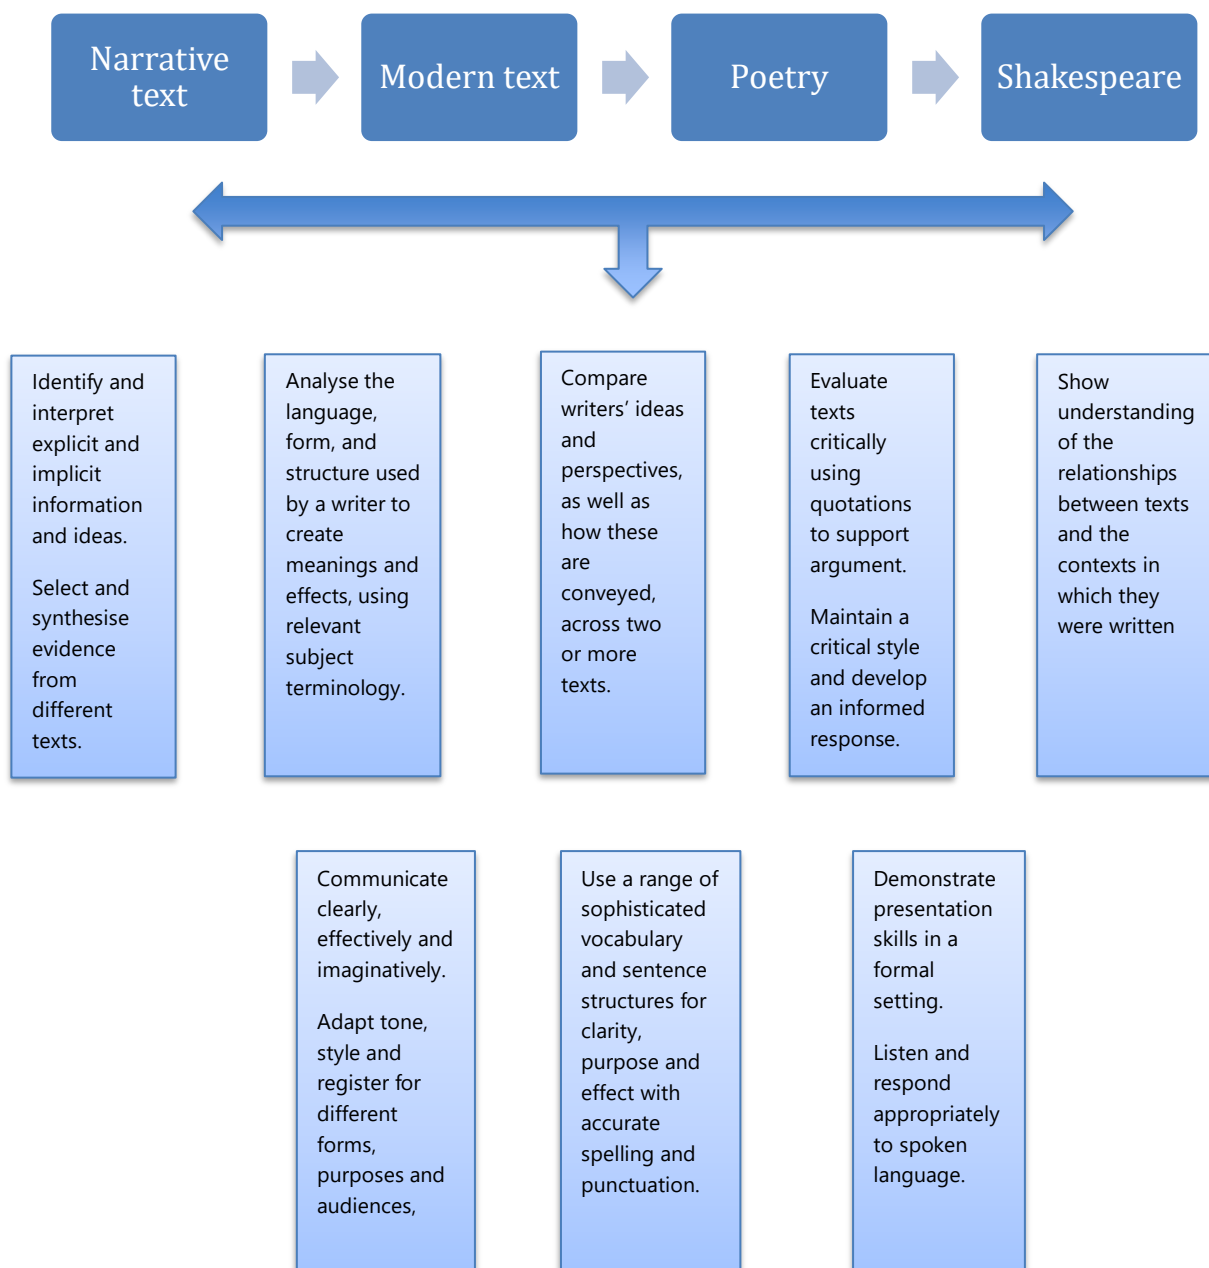 Narrative
text
Modern text
Poetry
Shakespeare
Identify and
interpret
explicit and
implicit
information
and ideas.
Select and
synthesise
evidence
from
different
texts.
Analyse the
language,
form, and
structure used
by a writer to
create
meanings and
effects, using
relevant
subject
terminology.
Compare
writers’ ideas
and
perspectives,
as well as
how these
are
conveyed,
across two
or more
texts.
Evaluate
texts
critically
using
quotations
to support
argument.
Maintain a
critical style
and develop
an informed
response.
Show
understanding
of the
relationships
between texts
and the
contexts in
which they
were written
Communicate
clearly,
effectively and
imaginatively.
Adapt tone,
style and
register for
different
forms,
purposes and
audiences,
Use a range of
sophisticated
vocabulary
and sentence
structures for
clarity,
purpose and
effect with
accurate
spelling and
punctuation.
Demonstrate
presentation
skills in a
formal
setting.
Listen and
respond
appropriately
to spoken
language.